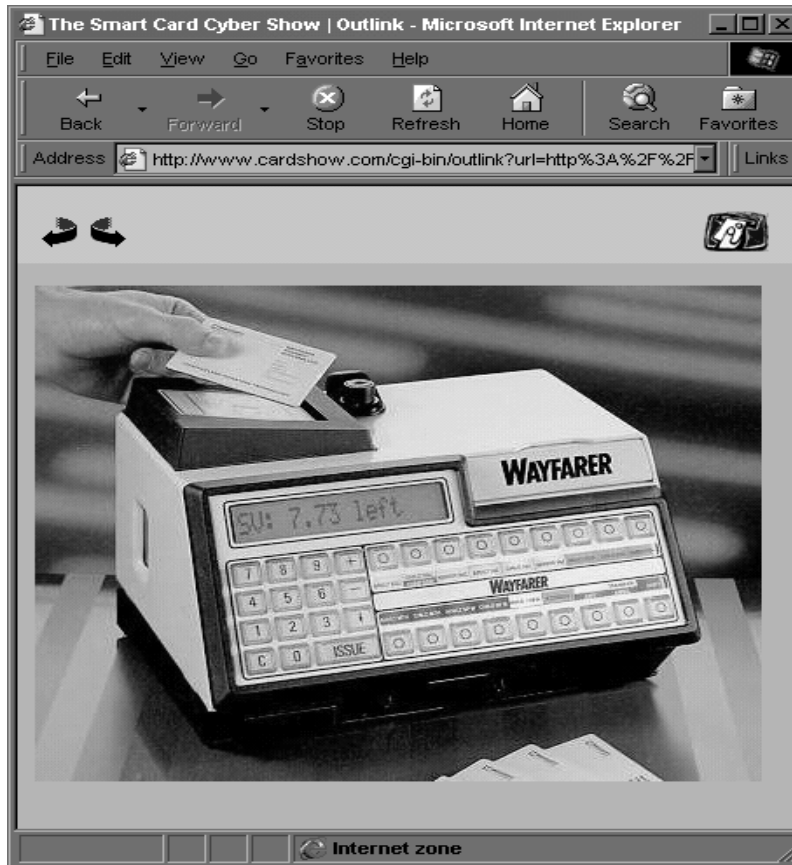 The Smart Card Cyber Show | Outlink - Microsoft Internet Explorer
File Edit View Go Favorites Help
Back Forward Stop Refresh Home Search Favorites
Address http://www.cardshow.com/cgi-bin/outlink?url=http%3A%2F%2F Links
WAYFARER
SV: 7.73 left
7 8 9 +
4 5 6 -
1 2 3
C 0 ISSUE
WAYFARER
Internet zone